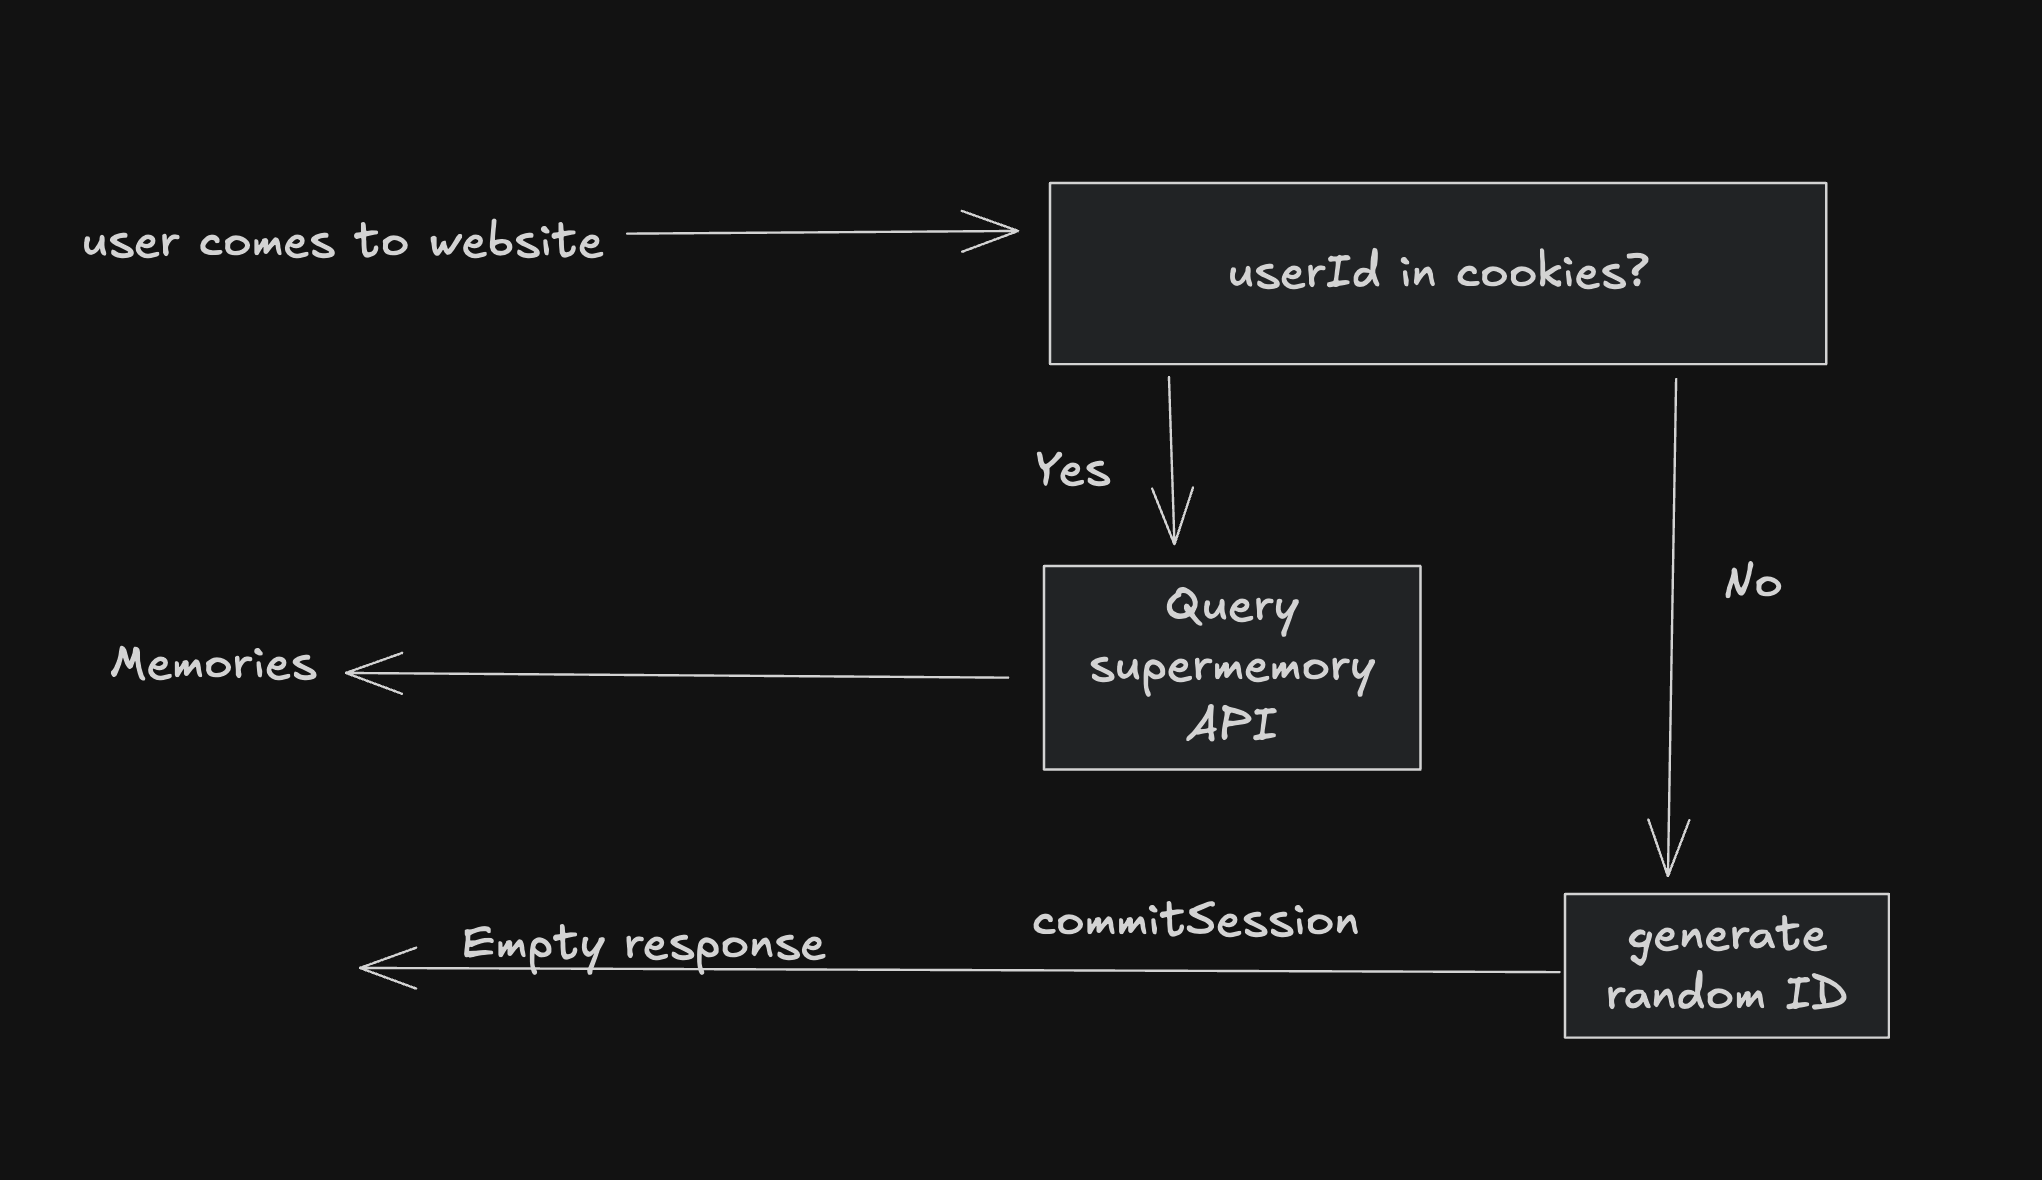 user comes to website
userId in cookies?
Yes
No
Query
supermemory
API
Memories
commitSession
Empty response
generate
random ID